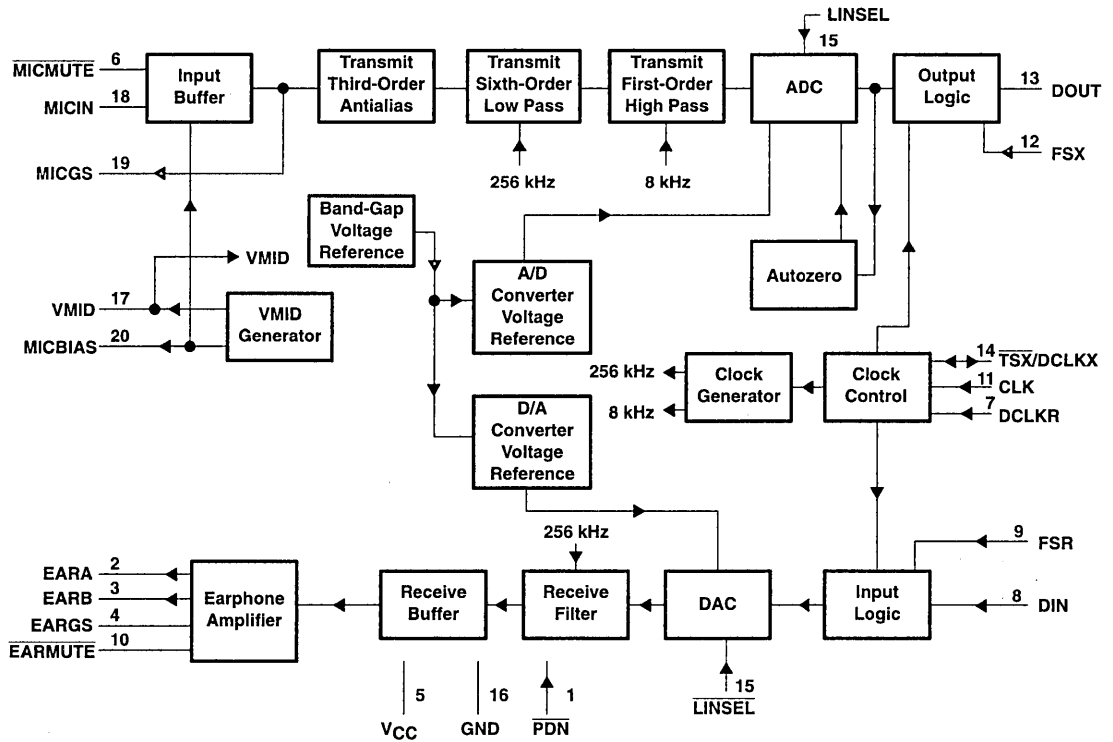 LINSEL
15
MICMUTE
6
MICIN
18
Input
Buffer
Transmit
Third-Order
Antialias
Transmit
Sixth-Order
Low Pass
Transmit
First-Order
High Pass
ADC
Output
Logic
13
DOUT
12
FSX
MICGS
19
256 kHz
8 kHz
Band-Gap
Voltage
Reference
VMID
A/D
Converter
Voltage
Reference
Autozero
VMID
17
VMID
Generator
MICBIAS
20
256 kHz
8 kHz
Clock
Generator
Clock
Control
14
TSX/DCLKX
11
CLK
7
DCLKR
D/A
Converter
Voltage
Reference
256 kHz
9
FSR
EARA
2
EARB
3
EARGS
4
EARMUTE
10
Earphone
Amplifier
Receive
Buffer
Receive
Filter
DAC
Input
Logic
8
DIN
5
VCC
16
GND
1
PDN
15
LINSEL